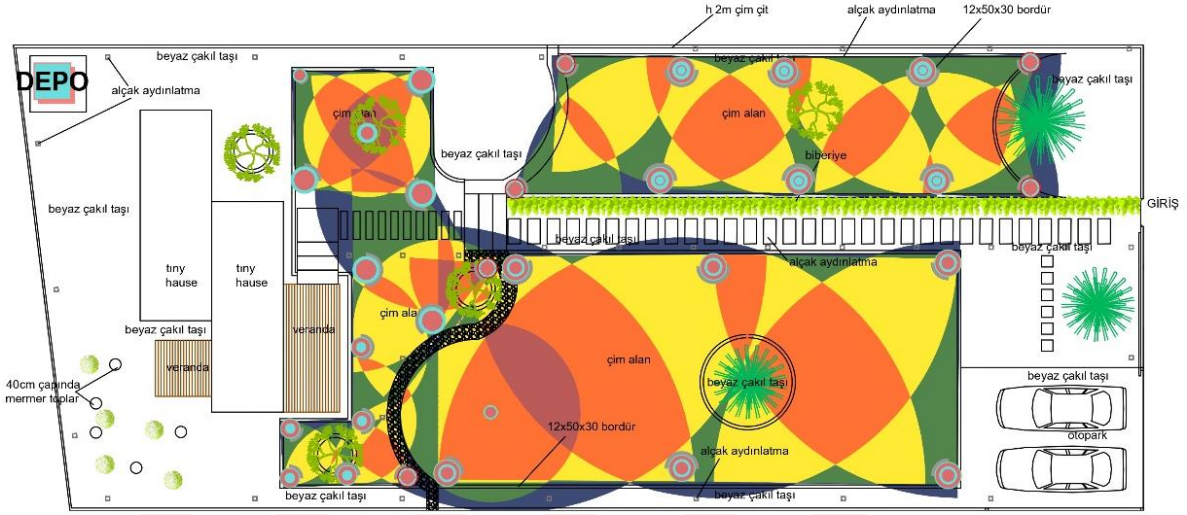 h 2m çim çit
alçak aydınlatma
12x50x30 bordür
beyaz çakıl taşı
beyaz çakıl taşı
DEPO
beyaz çakıl taşı
alçak aydınlatma
çim alan
çim alan
beyaz çakıl taşı
biberiye
beyaz çakıl taşı
GİRİŞ
beyaz çakıl taşı
beyaz çakıl taşı
alçak aydınlatma
tıny
hause
tıny
hause
çim ala
veranda
beyaz çakıl taşı
çim alan
veranda
beyaz çakıl taşı
beyaz çakıl taşı
40cm çapında
mermer toplar
12x50x30 bordür
otopark
alçak aydınlatma
beyaz çakıl taşı
beyaz çakıl taşı